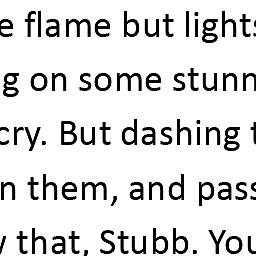 e flame but lights
g on some stunn
cry. But dashing t
n them, and pass
that, Stubb. You